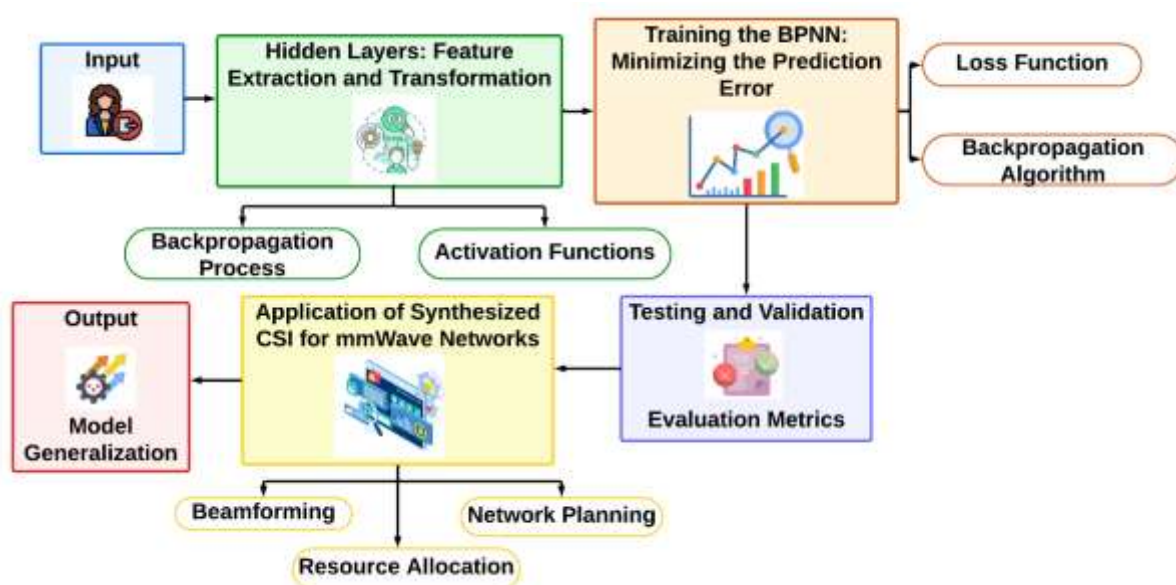 Input
Hidden Layers: Feature
Extraction and Transformation
Training the BPNN:
Minimizing the Prediction
Error
Loss Function
Backpropagation
Algorithm
Backpropagation
Process
Activation Functions
Output
Model
Generalization
Application of Synthesized
CSI for mmWave Networks
Testing and Validation
Evaluation Metrics
Beamforming
Network Planning
Resource Allocation